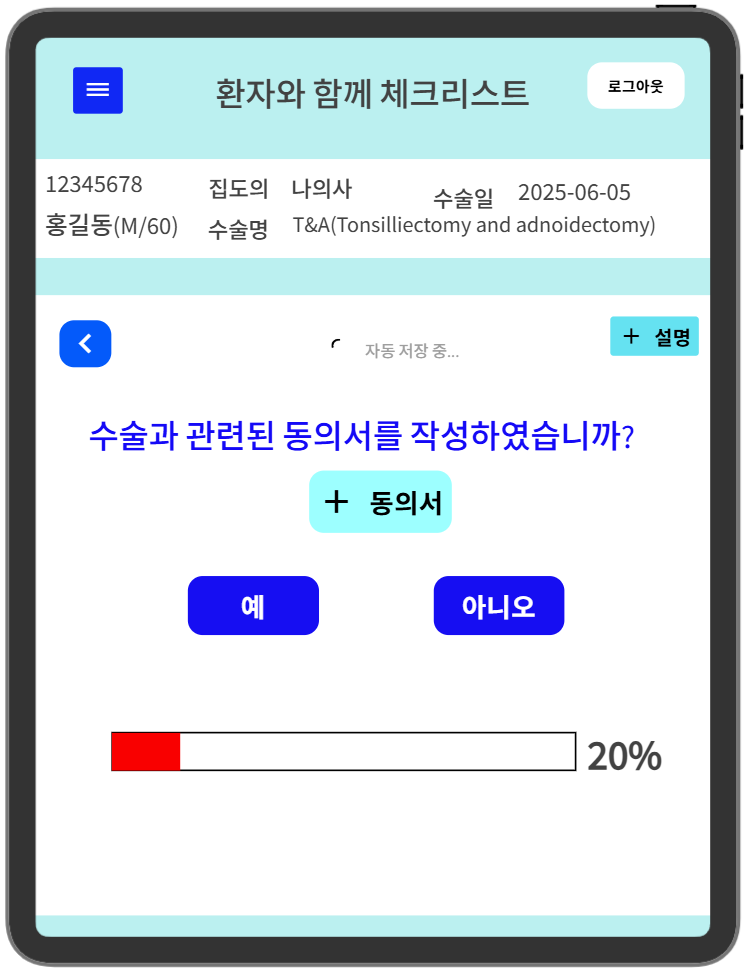 환자와 함께 체크리스트
로그아웃
12345678 집도의 나의사 수술일 2025-06-05
홍길동(M/60) 수술명 T&A(Tonsilliectomy and adnoidectomy)
자동 저장 중...
+ 설명
수술과 관련된 동의서를 작성하였습니까?
+ 동의서
예 아니오
20%